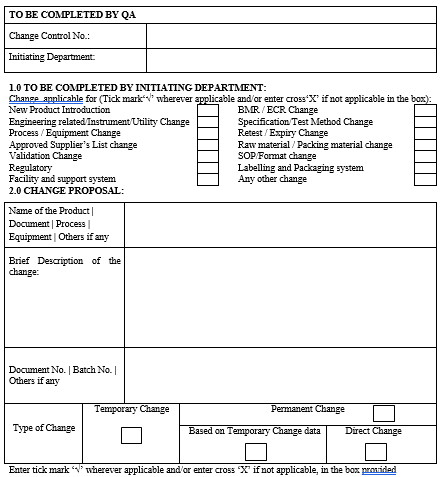 TO BE COMPLETED BY QA
Change Control No.:
Initiating Department:
1.0 TO BE COMPLETED BY INITIATING DEPARTMENT:
Change applicable for (Tick mark‘√’ wherever applicable and/or enter cross‘X’ if not applicable in the box):
New Product Introduction BMR / ECR Change
Engineering related/Instrument/Utility Change Specification/Test Method Change
Process / Equipment Change Retest / Expiry Change
Approved Supplier’s List change Raw material / Packing material change
Validation Change SOP/Format change
Regulatory Labelling and Packaging system
Facility and support system Any other change
2.0 CHANGE PROPOSAL:
Name of the Product |
Document | Process |
Equipment | Others if any
Brief Description of the
change:
Document No. | Batch No. |
Others if any
Type of Change
Temporary Change
Permanent Change
Based on Temporary Change data
Direct Change
Enter tick mark ‘√’ wherever applicable and/or enter cross ‘X’ if not applicable, in the box provided